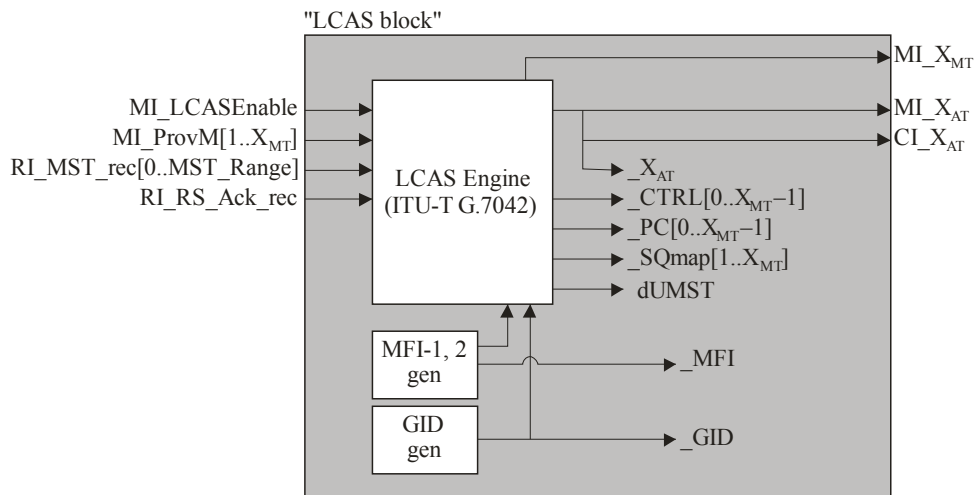 "LCAS block"
MI_X_MT
MI_LCASEnable
MI_X_AT
MI_ProvM[1..X_MT]
CI_X_AT
RI_MST_rec[0..MST_Range]
LCAS Engine
(ITU-T G.7042)
_X_AT
RI_RS_Ack_rec
_CTRL[0..X_MT−1]
_PC[0..X_MT−1]
_SQmap[1..X_MT]
dUMST
MFI-1, 2
gen
_MFI
GID
gen
_GID